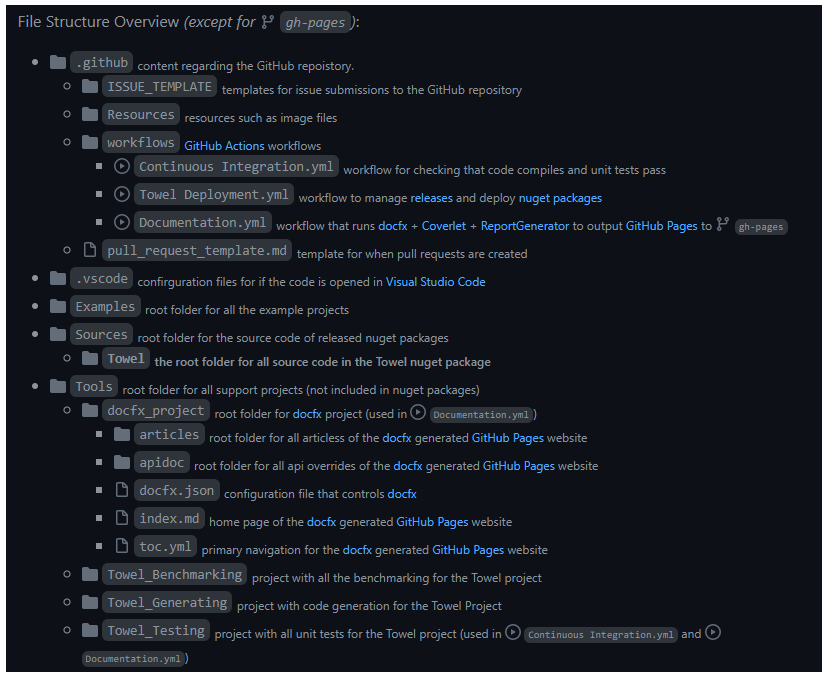 File Structure Overview (except for gh-pages):
.github content regarding the GitHub repoistory.
ISSUE_TEMPLATE templates for issue submissions to the GitHub repository
Resources resources such as image files
workflows GitHub Actions workflows
Continuous Integration.yml workflow for checking that code compiles and unit tests pass
Towel Deployment.yml workflow to manage releases and deploy nuget packages
Documentation.yml workflow that runs docfx + Coverlet + ReportGenerator to output GitHub Pages to gh-pages
pull_request_template.md template for when pull requests are created
.vscode confirguration files for if the code is opened in Visual Studio Code
Examples root folder for all the example projects
Sources root folder for the source code of released nuget packages
Towel the root folder for all source code in the Towel nuget package
Tools root folder for all support projects (not included in nuget packages)
docfx_project root folder for docfx project (used in Documentation.yml)
articles root folder for all articless of the docfx generated GitHub Pages website
apidoc root folder for all api overrides of the docfx generated GitHub Pages website
docfx.json configuration file that controls docfx
index.md home page of the docfx generated GitHub Pages website
toc.yml primary navigation for the docfx generated GitHub Pages website
Towel_Benchmarking project with all the benchmarking for the Towel project
Towel_Generating project with code generation for the Towel Project
Towel_Testing project with all unit tests for the Towel project (used in Continuous Integration.yml and
Documentation.yml)